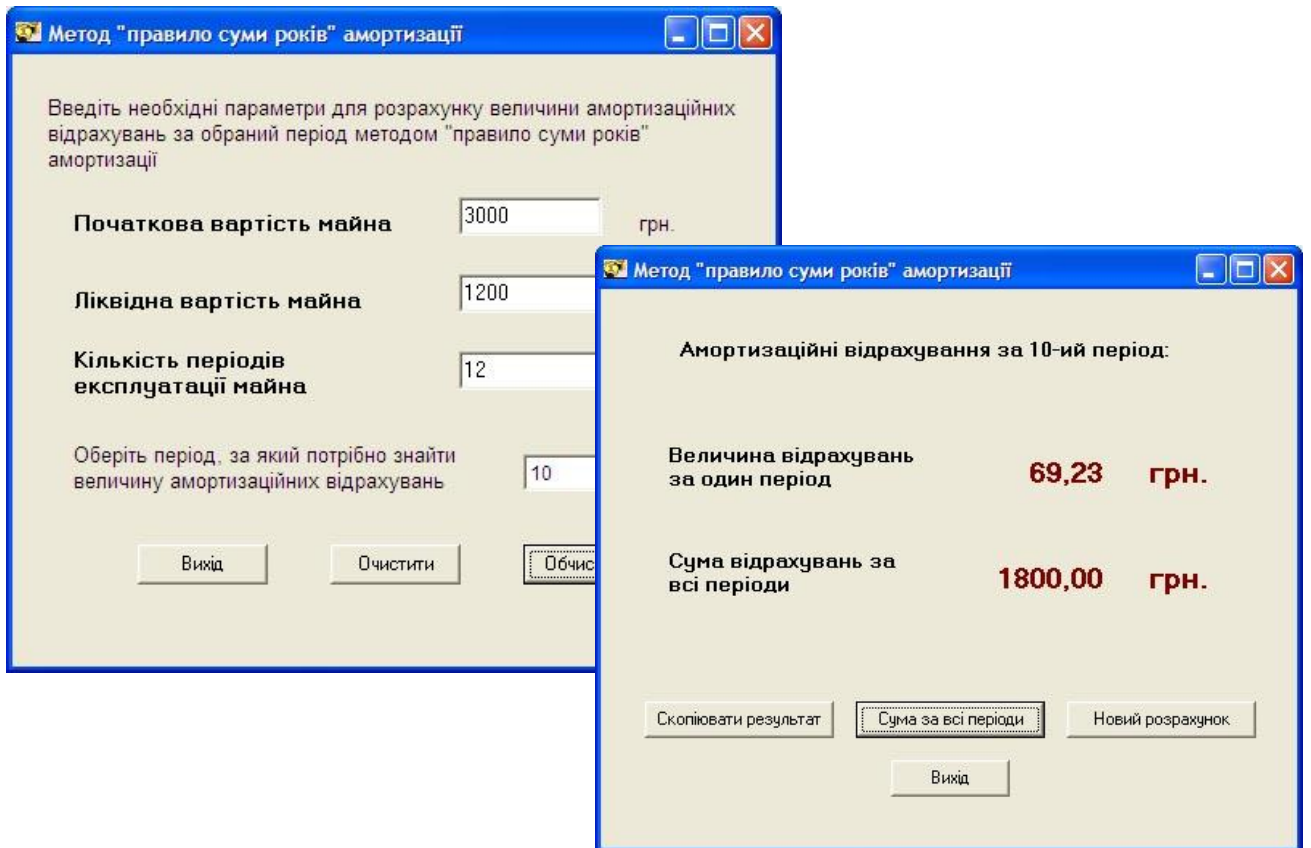 Метод "правило суми років" амортизації
Введіть необхідні параметри для розрахунку величини амортизаційних
відрахувань за обраний період методом "правило суми років"
амортизації
Початкова вартість майна
3000
грн.
Ліквідна вартість майна
1200
Кількість періодів
експлуатації майна
12
Оберіть період, за який потрібно знайти
величину амортизаційних відрахувань
10
Вихід
Очистити
Обчис
Метод "правило суми років" амортизації
Амортизаційні відрахування за 10-ий період:
Величина відрахувань
за один період
69,23 грн.
Сума відрахувань за
всі періоди
1800,00 грн.
Скопіювати результат
Сума за всі періоди
Новий розрахунок
Вихід